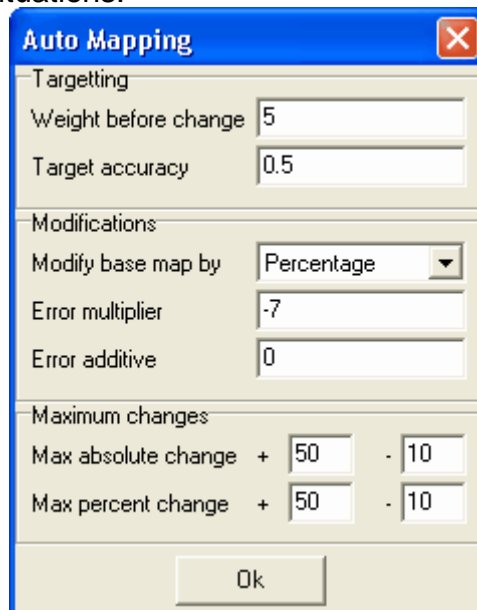 tuations.
Auto Mapping
Targetting
Weight before change 5
Target accuracy 0.5
Modifications
Modify base map by Percentage
Error multiplier -7
Error additive 0
Maximum changes
Max absolute change + 50 - 10
Max percent change + 50 - 10
Ok